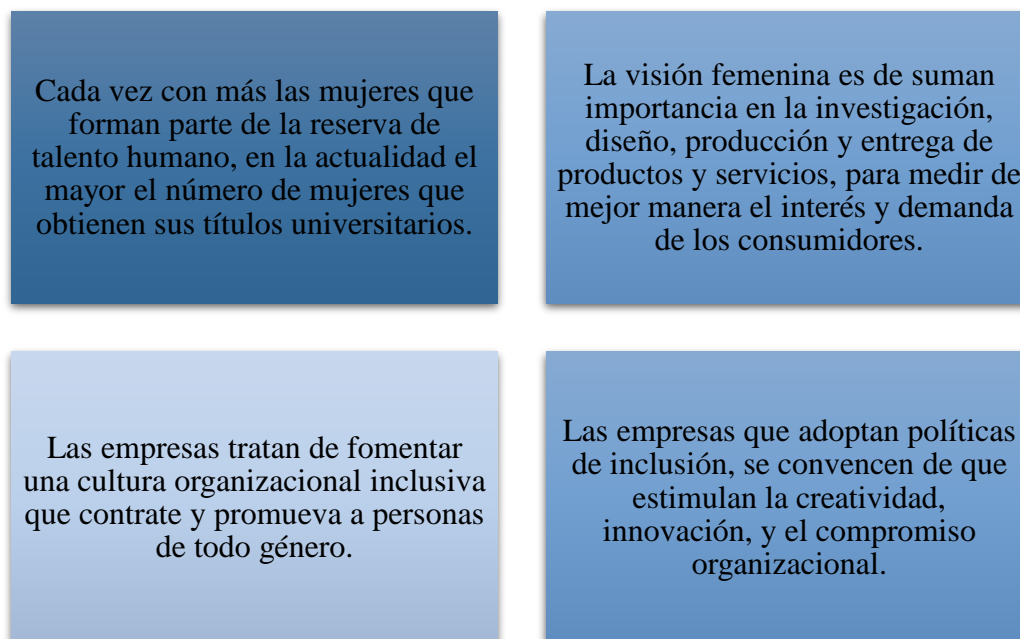 Cada vez con más las mujeres que
forman parte de la reserva de
talento humano, en la actualidad el
mayor el número de mujeres que
obtienen sus títulos universitarios.
La visión femenina es de suman
importancia en la investigación,
diseño, producción y entrega de
productos y servicios, para medir de
mejor manera el interés y demanda
de los consumidores.
Las empresas tratan de fomentar
una cultura organizacional inclusiva
que contrate y promueva a personas
de todo género.
Las empresas que adoptan políticas
de inclusión, se convencen de que
estimulan la creatividad,
innovación, y el compromiso
organizacional.